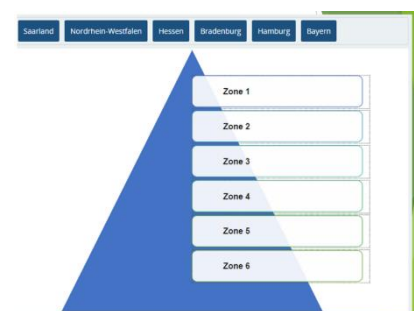 Saarland Nordrhein-Westfalen Hessen Bradenburg Hamburg Bayern
Zone 1
Zone 2
Zone 3
Zone 4
Zone 5
Zone 6